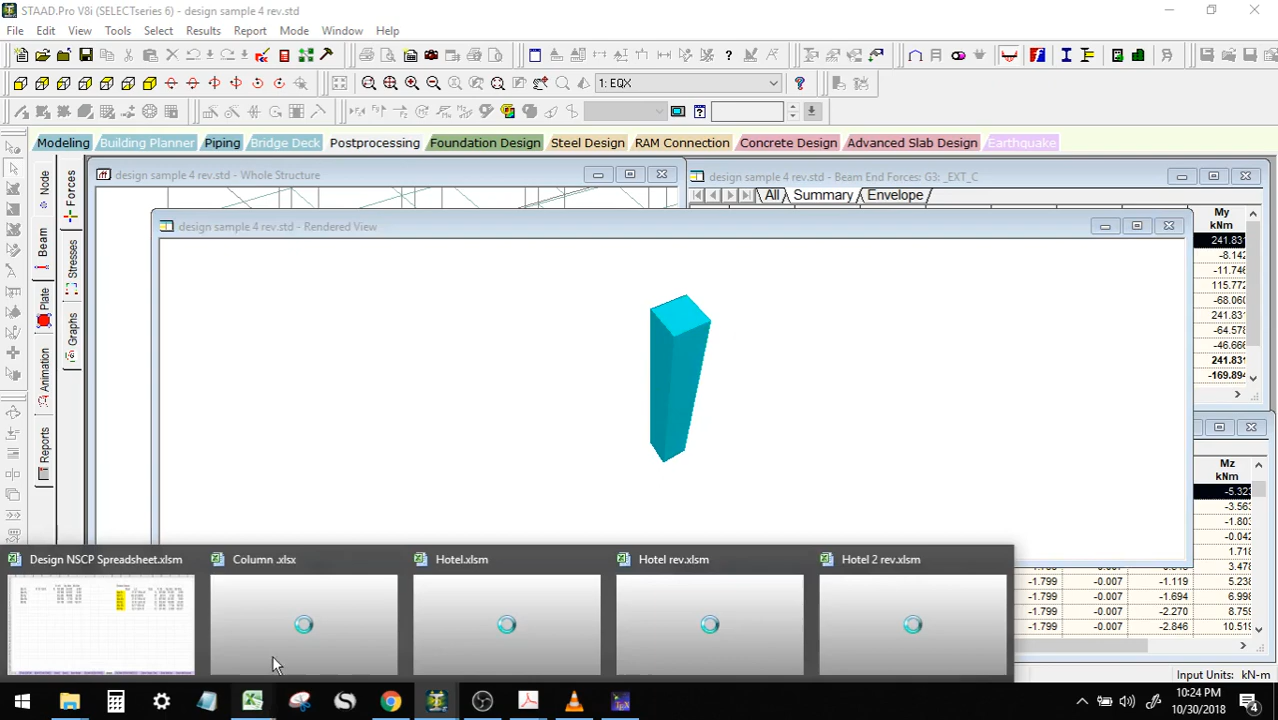 STAAD.Pro V8i (SELECTseries 6) - design sample 4 rev.std
File Edit View Tools Select Results Report Mode Window Help
1: EQX
Modeling Building Planner Piping Bridge Deck Postprocessing Foundation Design Steel Design RAM Connection Concrete Design Advanced Slab Design Earthquake
Node
Beam
Plate
Animation
Reports
Forces
Stresses
Graphs
design sample 4 rev.std - Whole Structure
design sample 4 rev.std - Beam End Forces: G3: _EXT_C
All Summary Envelope
design sample 4 rev.std - Rendered View
My
kNm
241.831
-8.142
-11.746
115.772
-68.060
241.831
-64.578
-46.666
241.831
-169.894
Mz
kNm
-5.323
-3.563
-1.803
-0.042
1.718
-1.799 -0.007 -1.119 5.238
-1.799 -0.007 -1.694 6.998
-1.799 -0.007 -2.270 8.759
-1.799 -0.007 -2.846 10.519
Design NSCP Spreadsheet.xlsm
Column .xlsx
Hotel.xlsm
Hotel rev.xlsm
Hotel 2 rev.xlsm
Input Units: kN-m
10:24 PM
10/30/2018
4